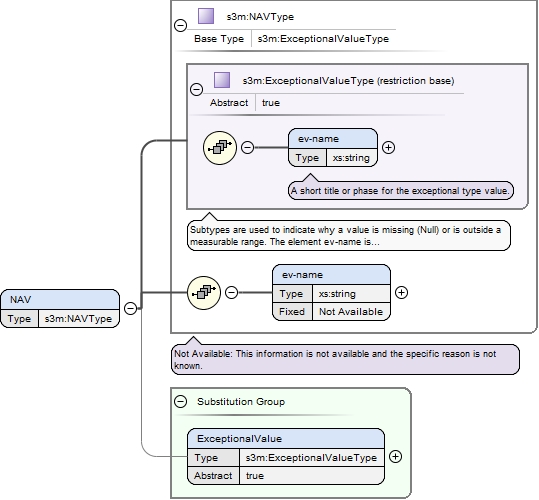 s3m:NAVType
Base Type s3m:ExceptionalValueType
s3m:ExceptionalValueType (restriction base)
Abstract true
ev-name
Type xs:string
A short title or phase for the exceptional type value.
Subtypes are used to indicate why a value is missing (Null) or is outside a
measurable range. The element ev-name is...
ev-name
Type xs:string
Fixed Not Available
NAV
Type s3m:NAVType
Not Available: This information is not available and the specific reason is not
known.
Substitution Group
ExceptionalValue
Type s3m:ExceptionalValueType
Abstract true